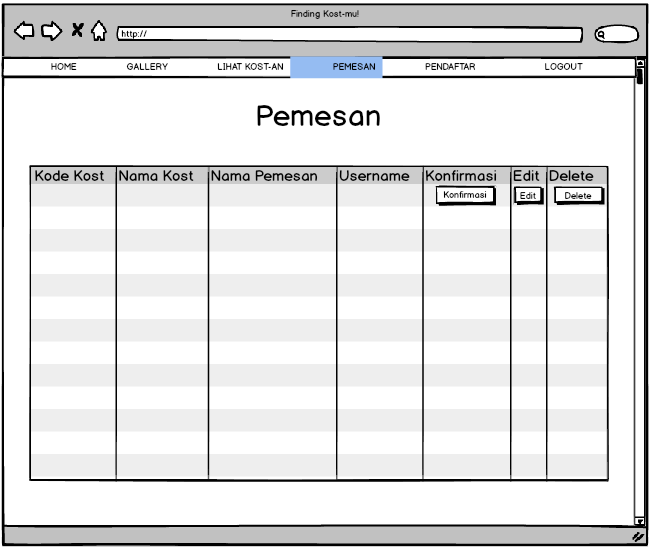 Finding Kost-mu!
http://
HOME GALLERY LIHAT KOST-AN PEMESAN PENDAFTAR LOGOUT
Pemesan
Kode Kost Nama Kost Nama Pemesan Username Konfirmasi Edit Delete
Konfirmasi Edit Delete